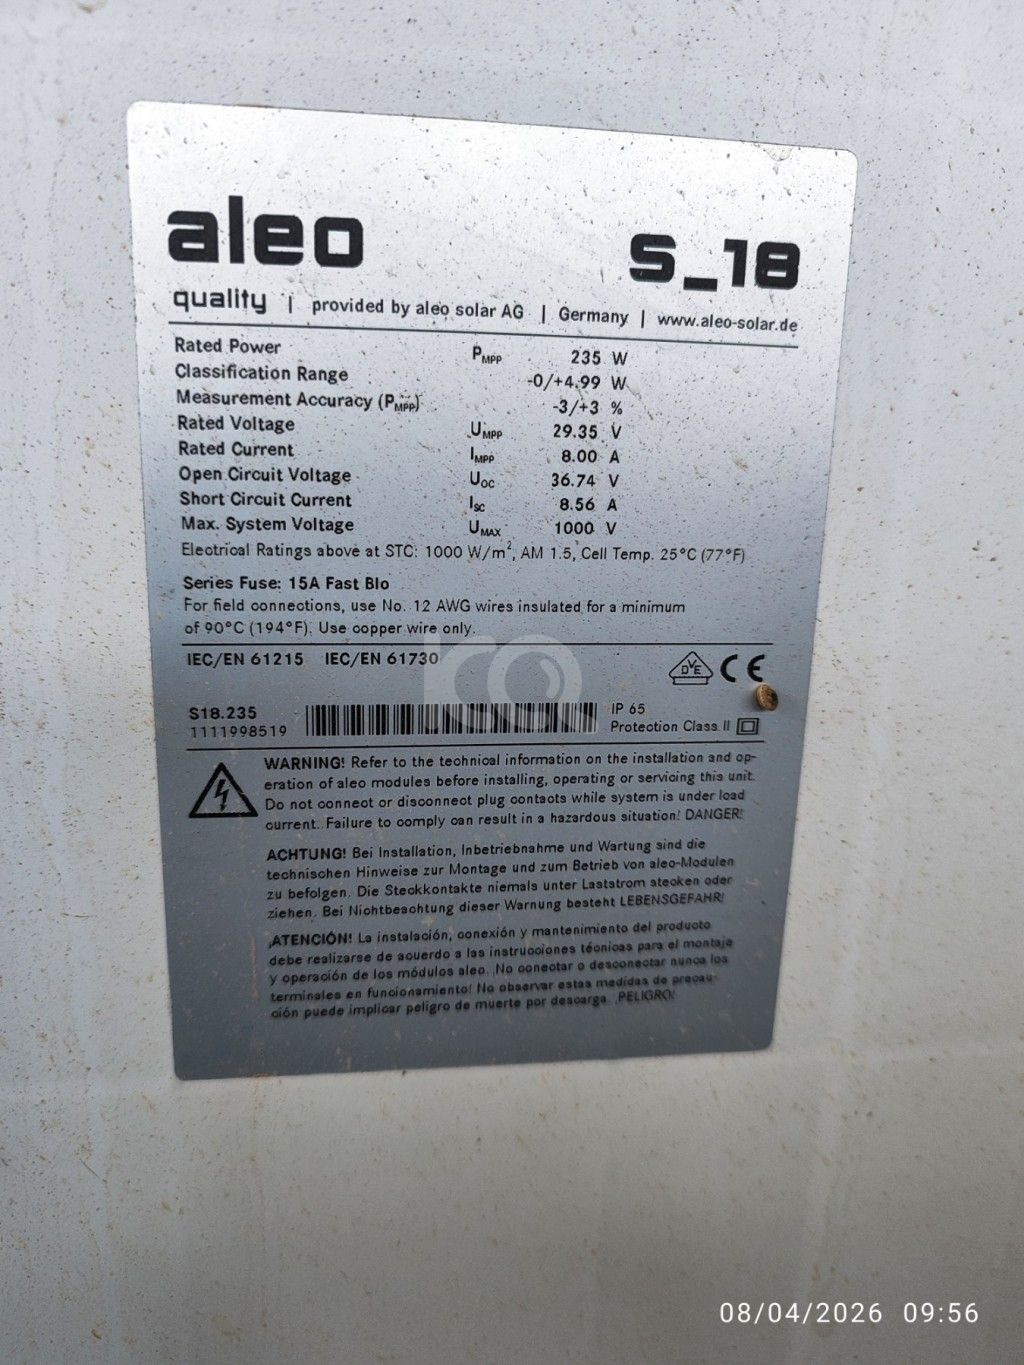 aleo S_18
quality | provided by aleo solar AG | Germany | www.aleo-solar.de
Rated Power PMPP 235 W
Classification Range -0/+4.99 W
Measurement Accuracy (PMPP) -3/+3 %
Rated Voltage UMPP 29.35 V
Rated Current IMPP 8.00 A
Open Circuit Voltage UOC 36.74 V
Short Circuit Current ISC 8.56 A
Max. System Voltage UMAX 1000 V
Electrical Ratings above at STC: 1000 W/m², AM 1.5, Cell Temp. 25°C (77°F)
Series Fuse: 15A Fast Blo
For field connections, use No. 12 AWG wires insulated for a minimum
of 90°C (194°F). Use copper wire only.
IEC/EN 61215 IEC/EN 61730 DVE CE
S18.235 IP 65
1111998519 Protection Class II
WARNING! Refer to the technical information on the installation and op-
eration of aleo modules before installing, operating or servicing this unit.
Do not connect or disconnect plug contacts while system is under load
current. Failure to comply can result in a hazardous situation! DANGER!
ACHTUNG! Bei Installation, Inbetriebnahme und Wartung sind die
technischen Hinweise zur Montage und zum Betrieb von aleo-Modulen
zu befolgen. Die Steckkontakte niemals unter Laststrom stecken oder
ziehen. Bei Nichtbeachtung dieser Warnung besteht LEBENSGEFAHR!
¡ATENCIÓN! La instalación, conexión y mantenimiento del producto
debe realizarse de acuerdo a las instrucciones técnicas para el montaje
y operación de los módulos aleo. ¡No conectar o desconectar nunca los
terminales en funcionamiento! No observar estas medidas de precau-
ción puede implicar peligro de muerte por descarga. ¡PELIGRO!
08/04/2026 09:56